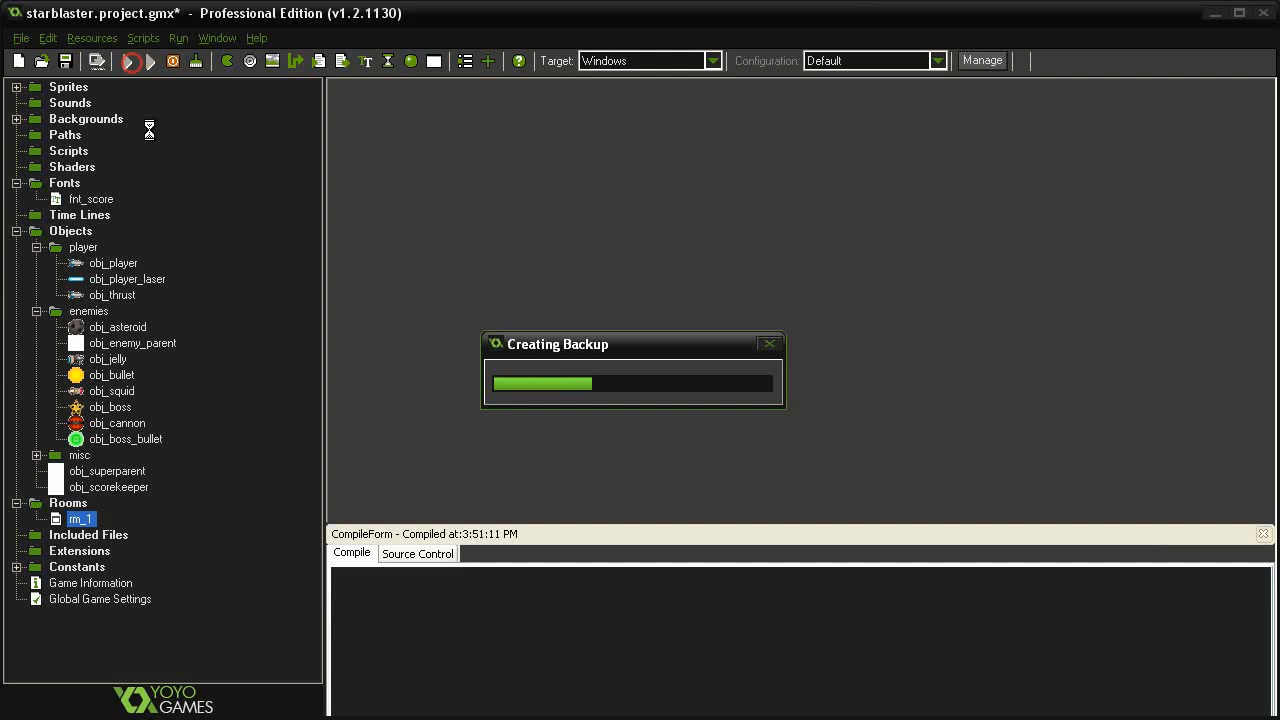 starblaster.project.gmx* - Professional Edition (v1.2.1130)
File Edit Resources Scripts Run Window Help
Target: Windows Configuration: Default Manage
Sprites
Sounds
Backgrounds
Paths
Scripts
Shaders
Fonts
fnt_score
Time Lines
Objects
player
obj_player
obj_player_laser
obj_thrust
enemies
obj_asteroid
obj_enemy_parent
obj_jelly
obj_bullet
obj_squid
obj_boss
obj_cannon
obj_boss_bullet
misc
obj_superparent
obj_scorekeeper
Rooms
rm_1
Included Files
Extensions
Constants
Game Information
Global Game Settings
YOYO
GAMES
Creating Backup
CompileForm - Compiled at:3:51:11 PM
Compile Source Control